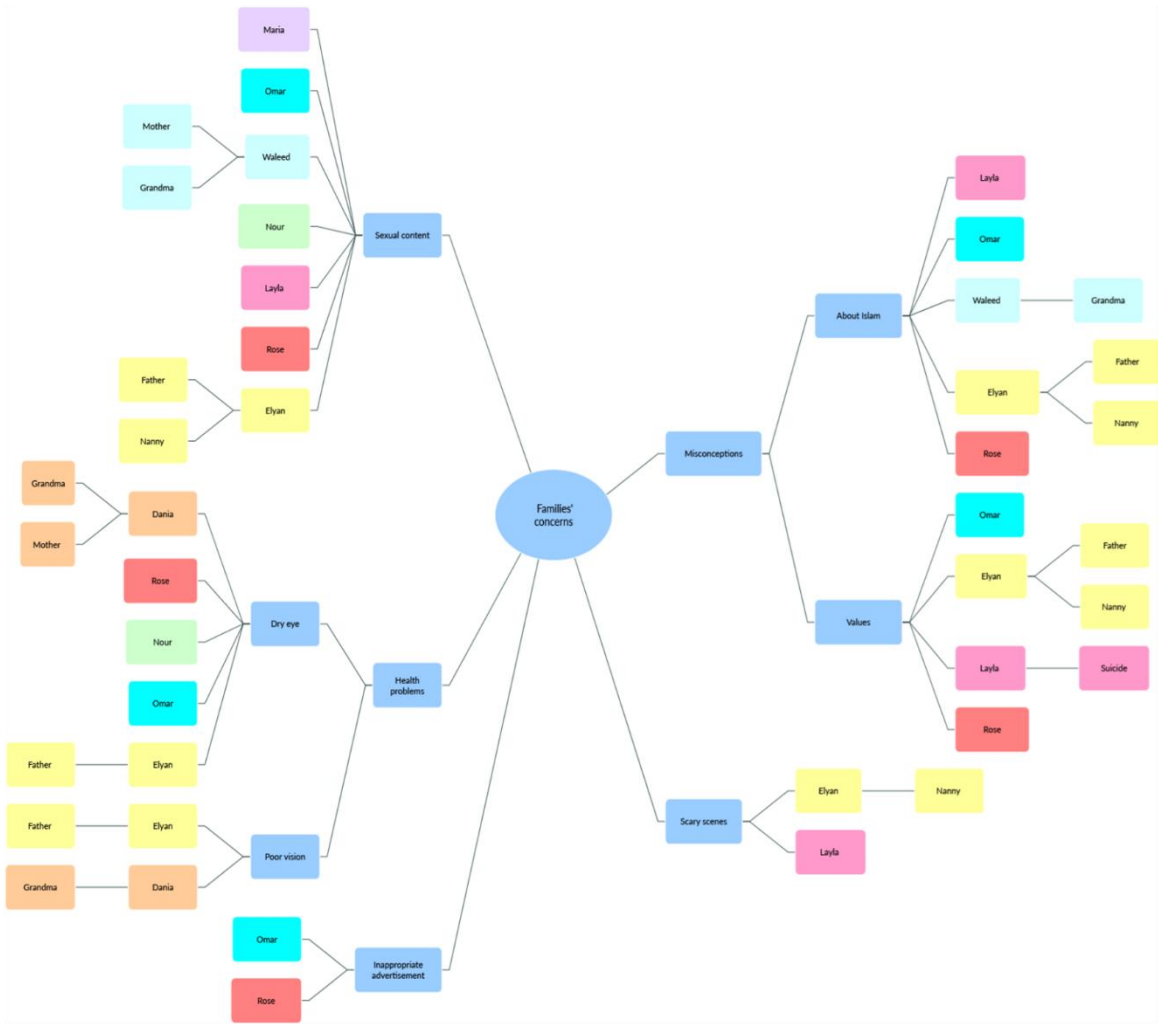 Families'
concerns
Sexual content
Maria
Omar
Waleed
Mother
Grandma
Nour
Layla
Rose
Elyan
Father
Nanny
Health
problems
Dry eye
Dania
Grandma
Mother
Rose
Nour
Omar
Elyan
Father
Poor vision
Elyan
Father
Dania
Grandma
Inappropriate
advertisement
Omar
Rose
Misconceptions
About Islam
Layla
Omar
Waleed
Grandma
Elyan
Father
Nanny
Rose
Values
Omar
Elyan
Father
Nanny
Layla
Suicide
Rose
Scary scenes
Elyan
Nanny
Layla